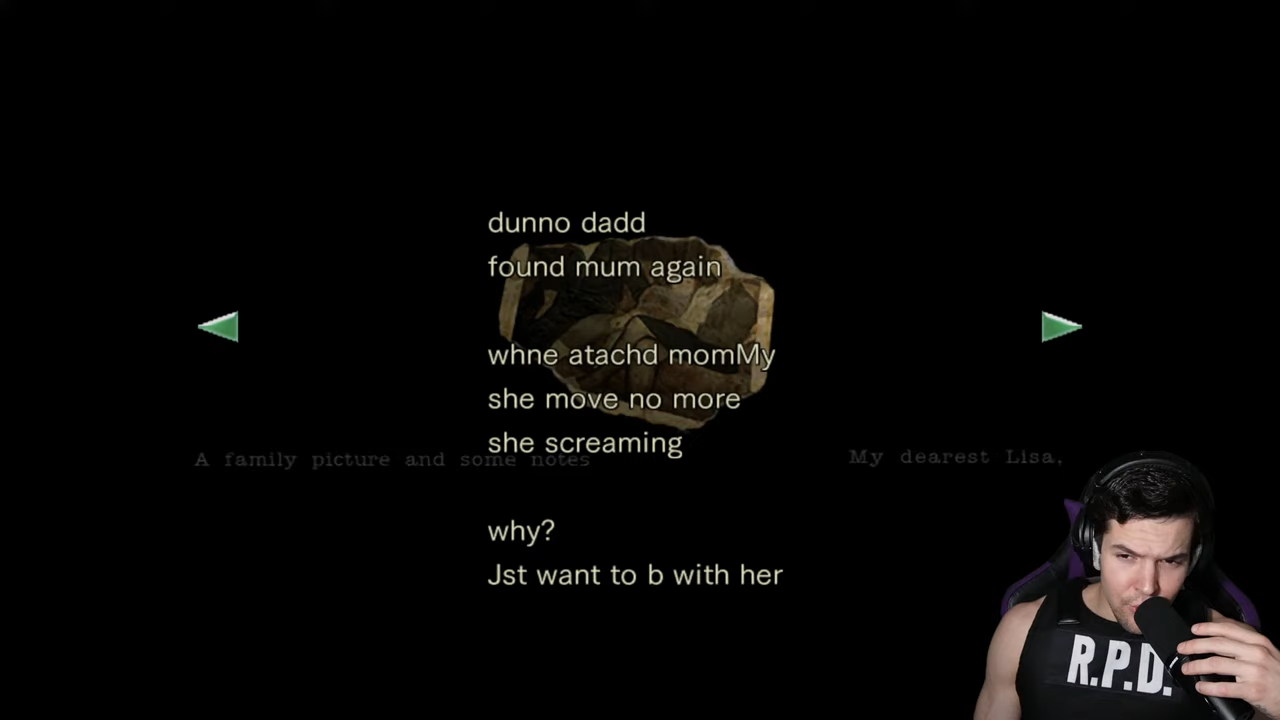 dunno dadd
found mum again
whne atachd momMy
she move no more
she screaming
A family picture and some notes
My dearest Lisa,
why?
Jst want to b with her
R.P.D.